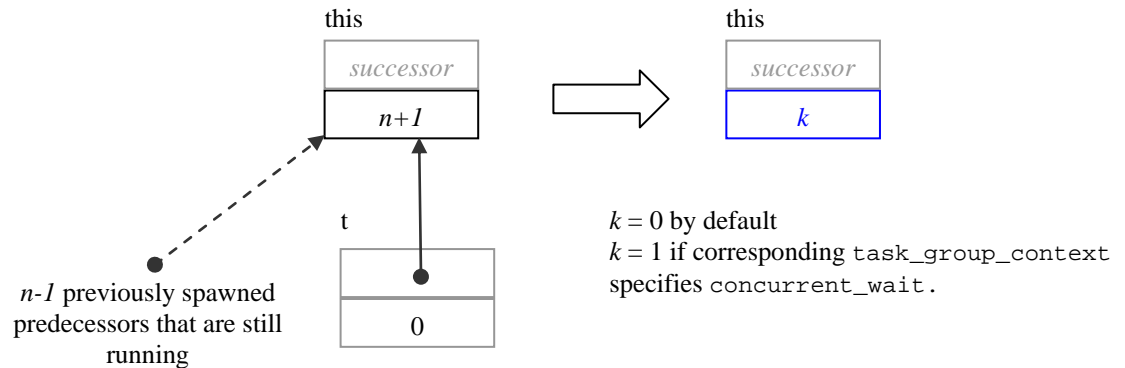 this
this
successor
successor
n+1
k
t
k = 0 by default
k = 1 if corresponding task_group_context
specifies concurrent_wait.
n-1 previously spawned
predecessors that are still
running
0